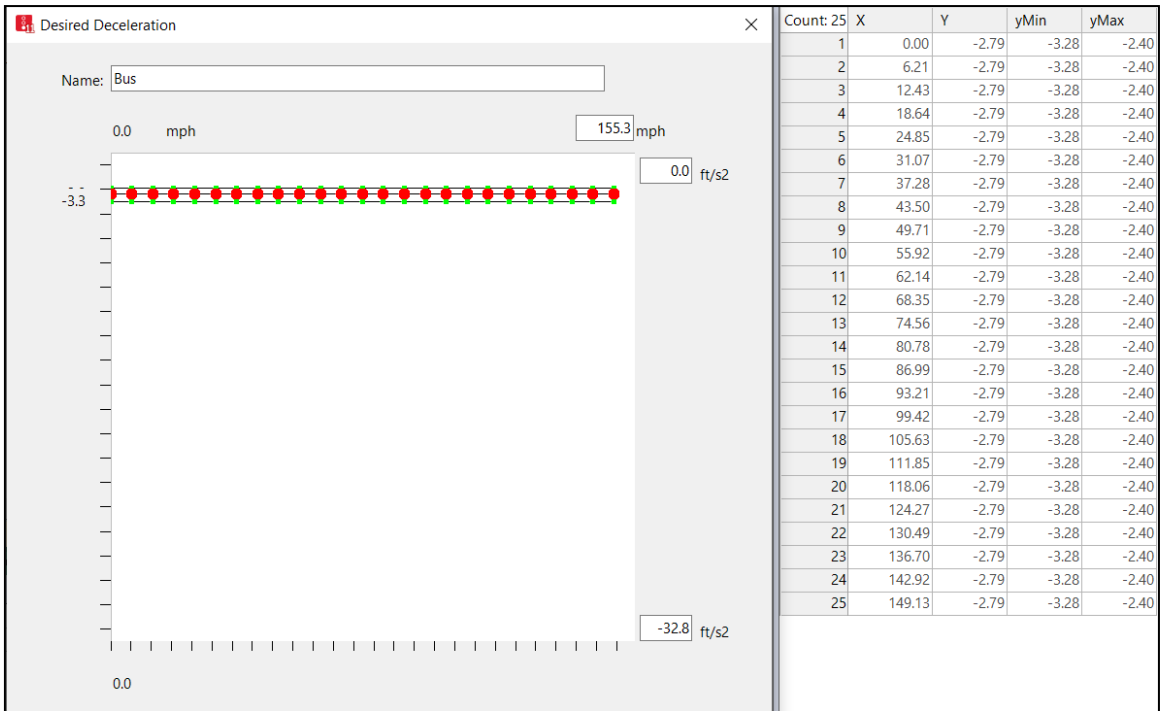 Desired Deceleration
Name: Bus
0.0 mph 155.3 mph
0.0 ft/s2
-3.3
-32.8 ft/s2
0.0
Count: 25 X Y yMin yMax
1 0.00 -2.79 -3.28 -2.40
2 6.21 -2.79 -3.28 -2.40
3 12.43 -2.79 -3.28 -2.40
4 18.64 -2.79 -3.28 -2.40
5 24.85 -2.79 -3.28 -2.40
6 31.07 -2.79 -3.28 -2.40
7 37.28 -2.79 -3.28 -2.40
8 43.50 -2.79 -3.28 -2.40
9 49.71 -2.79 -3.28 -2.40
10 55.92 -2.79 -3.28 -2.40
11 62.14 -2.79 -3.28 -2.40
12 68.35 -2.79 -3.28 -2.40
13 74.56 -2.79 -3.28 -2.40
14 80.78 -2.79 -3.28 -2.40
15 86.99 -2.79 -3.28 -2.40
16 93.21 -2.79 -3.28 -2.40
17 99.42 -2.79 -3.28 -2.40
18 105.63 -2.79 -3.28 -2.40
19 111.85 -2.79 -3.28 -2.40
20 118.06 -2.79 -3.28 -2.40
21 124.27 -2.79 -3.28 -2.40
22 130.49 -2.79 -3.28 -2.40
23 136.70 -2.79 -3.28 -2.40
24 142.92 -2.79 -3.28 -2.40
25 149.13 -2.79 -3.28 -2.40